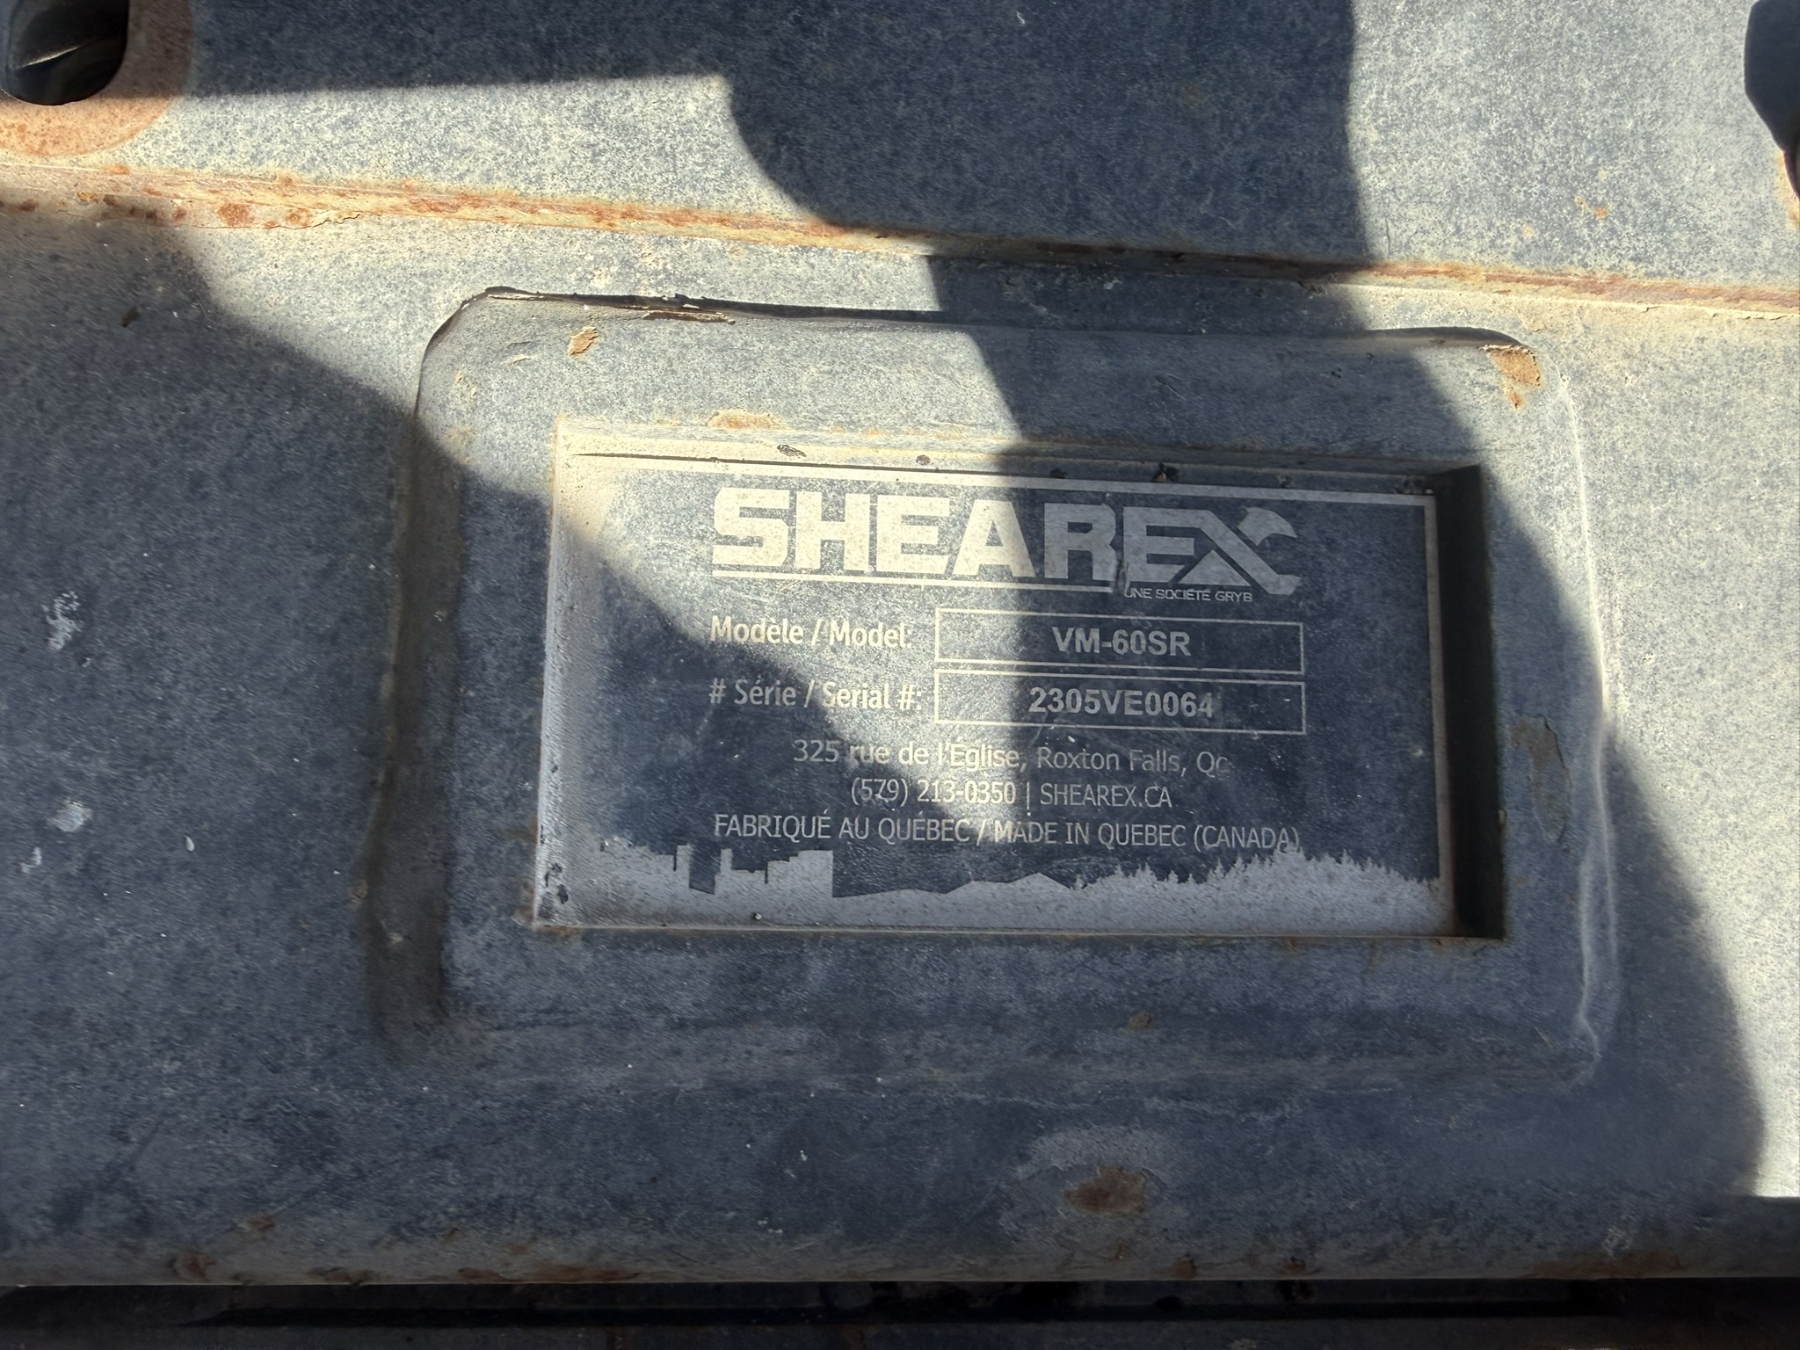 SHEAREX
UNE SOCIÉTÉ GRYB
Modèle / Model: VM-60SR
# Série / Serial #: 2305VE0064
325 rue de l'Église, Roxton Falls, Qc
(579) 213-0350 | SHEAREX.CA
FABRIQUÉ AU QUÉBEC / MADE IN QUEBEC (CANADA)